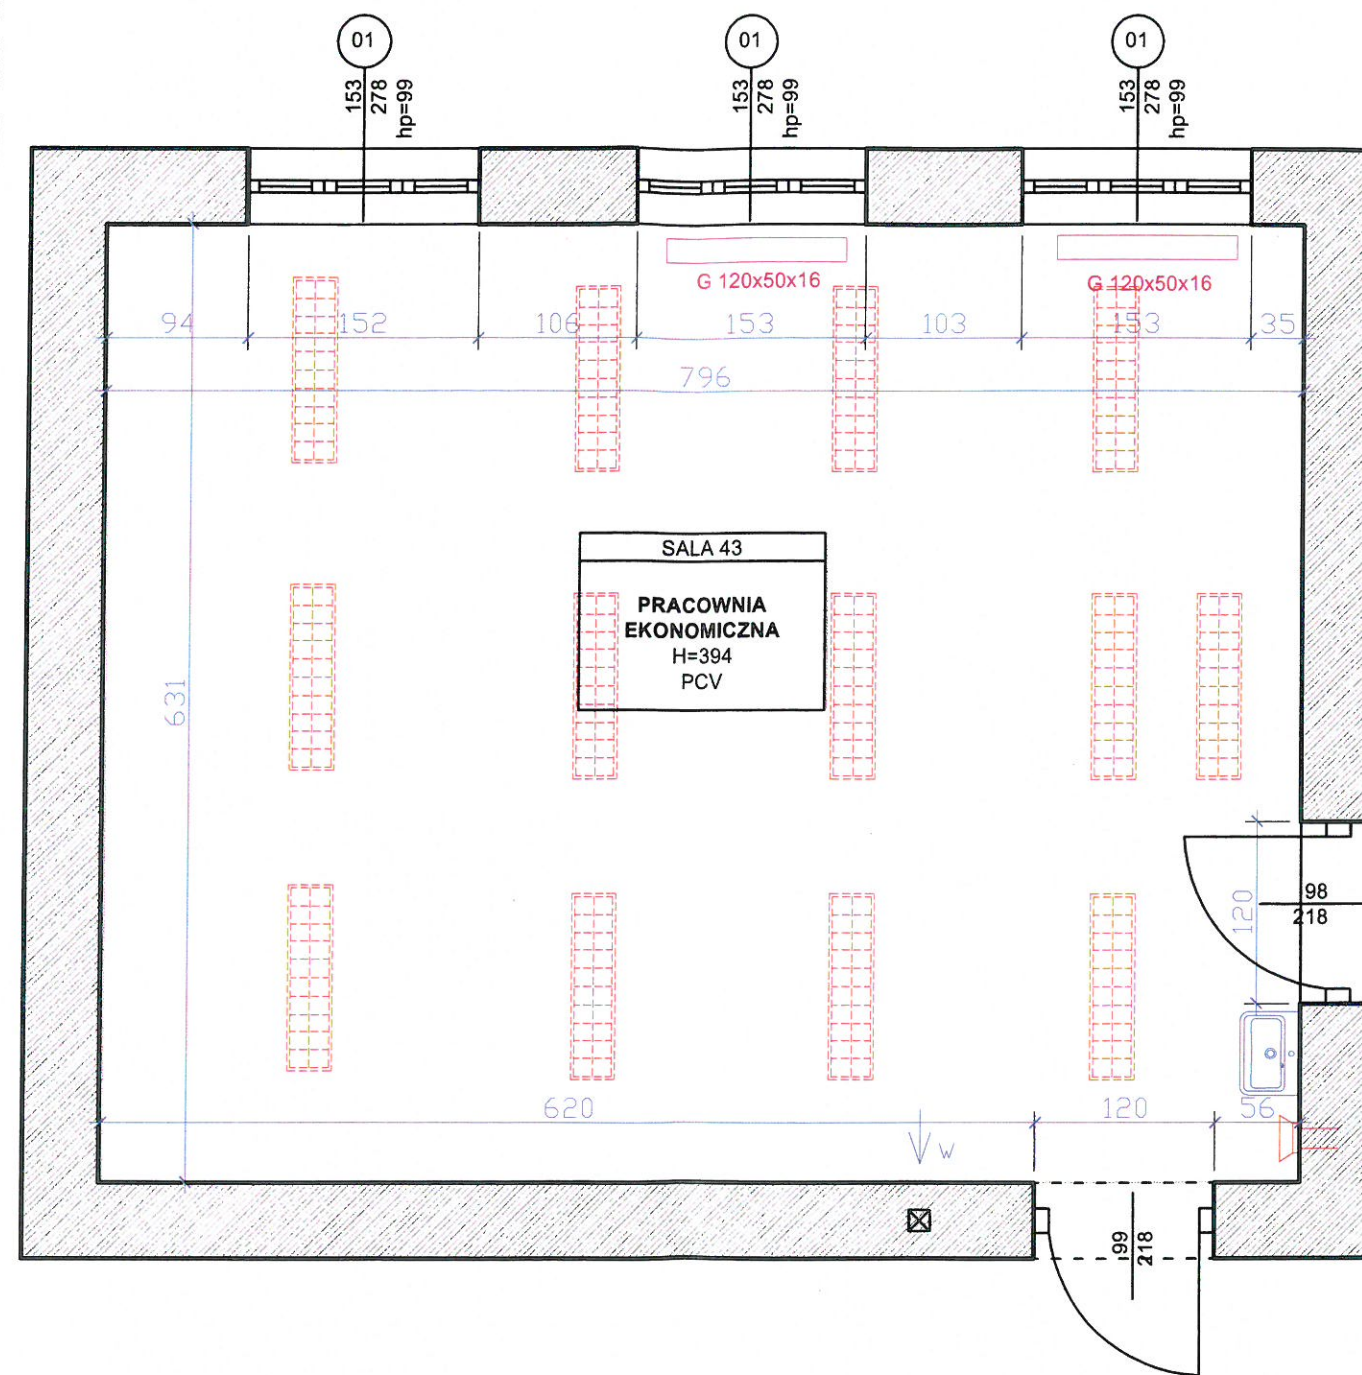 01 01 01
153 278 hp=99
153 278 hp=99
153 278 hp=99
G 120x50x16
G 120x50x16
94 152 106 153 103 153 35
796
SALA 43
PRACOWNIA
EKONOMICZNA
H=394
PCV
631
98
218
120
620 120 56
w
99
218